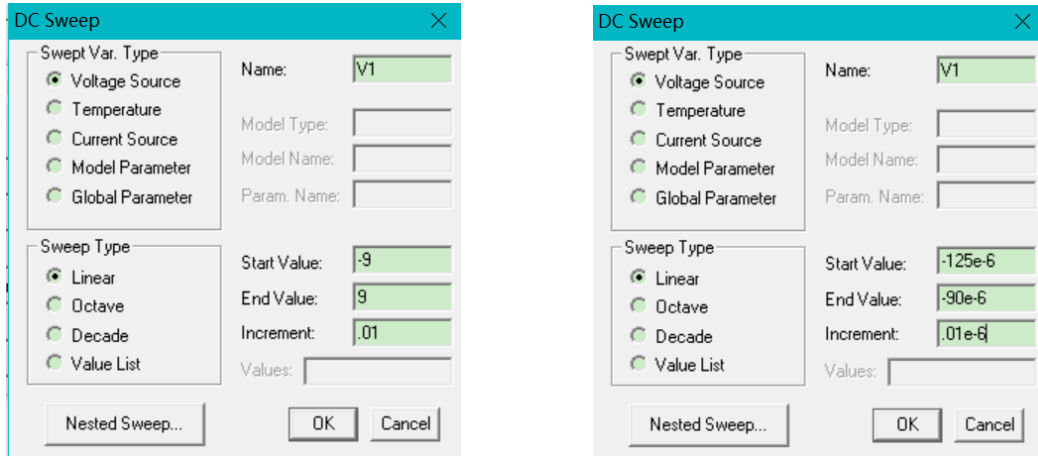 DC Sweep
Swept Var. Type
Voltage Source
Temperature
Current Source
Model Parameter
Global Parameter
Name: V1
Model Type:
Model Name:
Param. Name:
Sweep Type
Linear
Octave
Decade
Value List
Start Value: -9
End Value: 9
Increment: .01
Values:
Nested Sweep...
OK
Cancel
DC Sweep
Swept Var. Type
Voltage Source
Temperature
Current Source
Model Parameter
Global Parameter
Name: V1
Model Type:
Model Name:
Param. Name:
Sweep Type
Linear
Octave
Decade
Value List
Start Value: -125e-6
End Value: -90e-6
Increment: .01e-6
Values:
Nested Sweep...
OK
Cancel